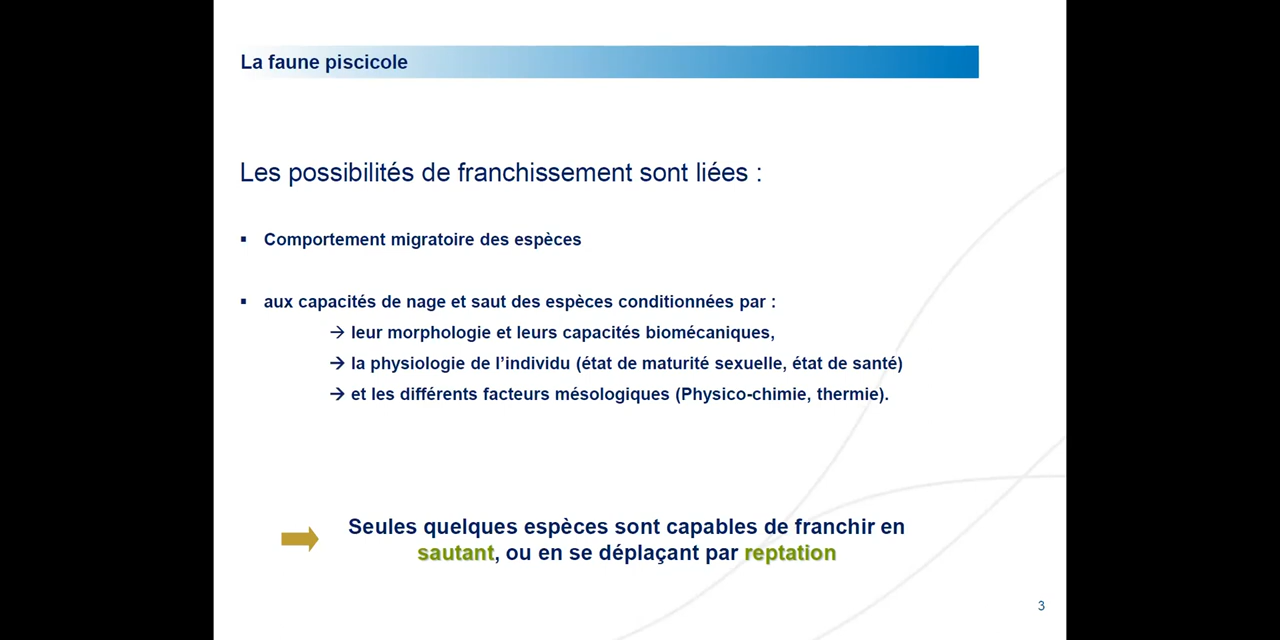 La faune piscicole
Les possibilités de franchissement sont liées :
▪ Comportement migratoire des espèces
▪ aux capacités de nage et saut des espèces conditionnées par :
→ leur morphologie et leurs capacités biomécaniques,
→ la physiologie de l’individu (état de maturité sexuelle, état de santé)
→ et les différents facteurs mésologiques (Physico-chimie, thermie).
Seules quelques espèces sont capables de franchir en
sautant, ou en se déplaçant par reptation
3